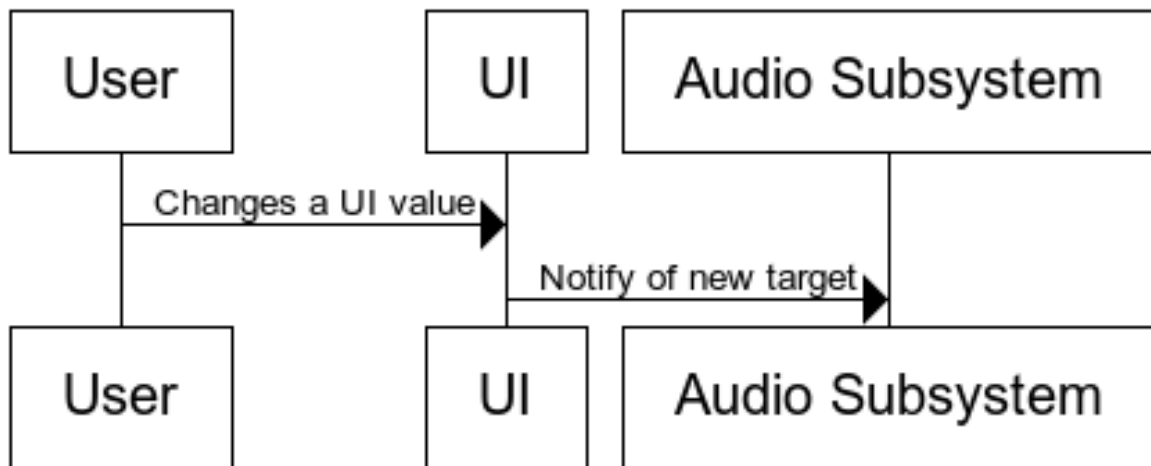 User
UI
Audio Subsystem
Changes a UI value
Notify of new target
User
UI
Audio Subsystem